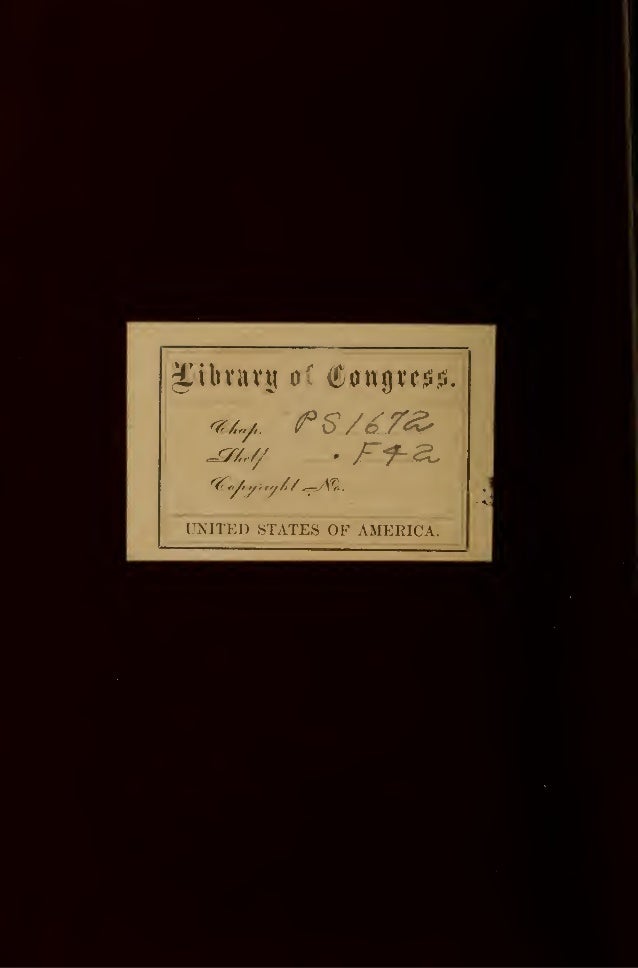 Library of Congress.
Chap. PS1672
Shelf .F42
Copyright No.
UNITED STATES OF AMERICA.